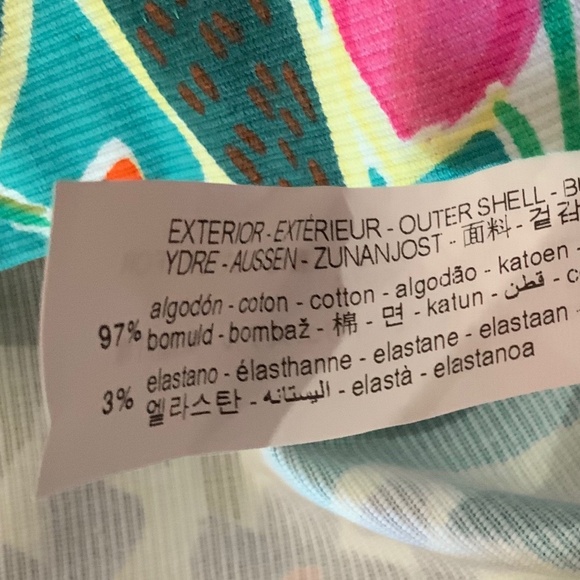 EXTERIOR - EXTÉRIEUR - OUTER SHELL -
YDRE - AUSSEN - ZUNANJOST - 面料 - 겉감
97% algodón - coton - cotton - algodão - katoen -
bomuld - bombaž - 棉 - 면 - katun - قطن -
3% elastano - élasthanne - elastane - elastaan -
엘라스탄 - اليستانه - elastà - elastanoa